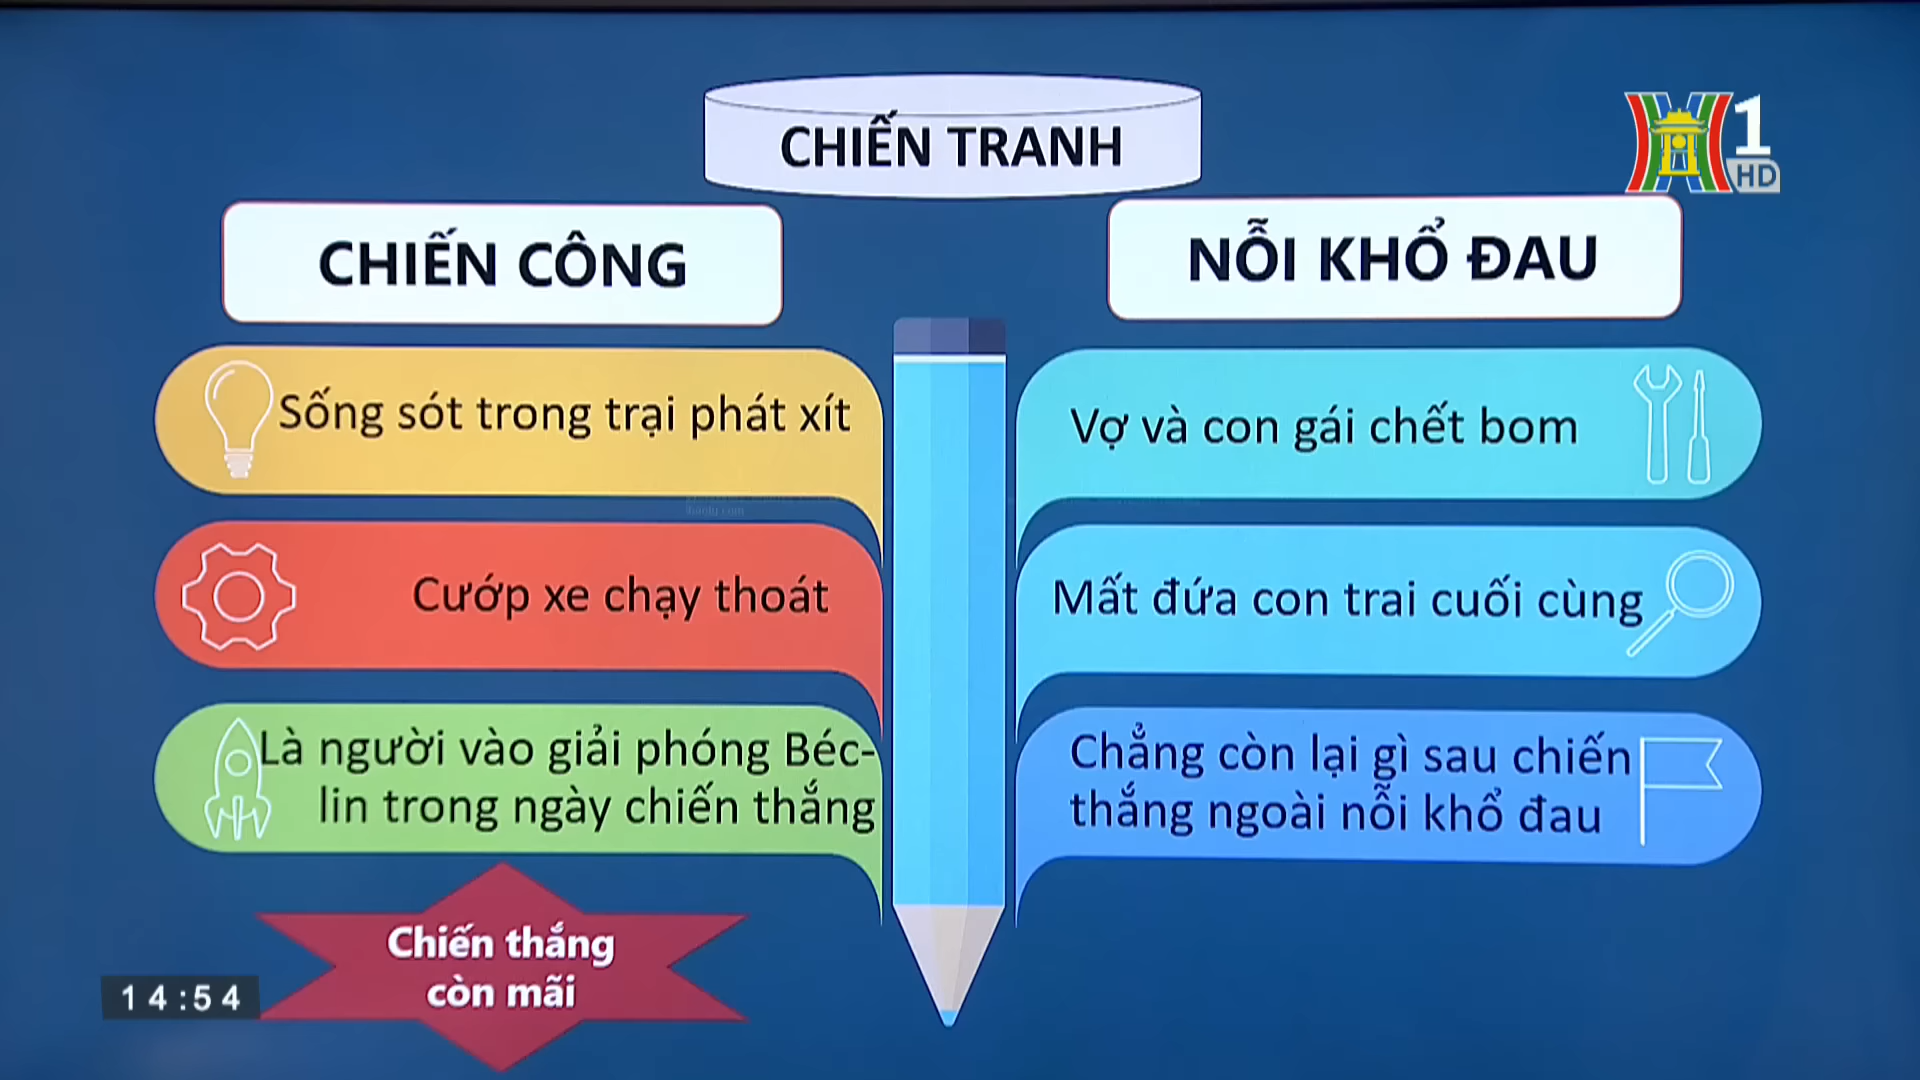 CHIẾN TRANH
1
HD
CHIẾN CÔNG
NỖI KHỔ ĐAU
Sống sót trong trại phát xít
Vợ và con gái chết bom
Cướp xe chạy thoát
Mất đứa con trai cuối cùng
Là người vào giải phóng Béc-
lin trong ngày chiến thắng
Chẳng còn lại gì sau chiến
thắng ngoài nỗi khổ đau
Chiến thắng
còn mãi
14:54